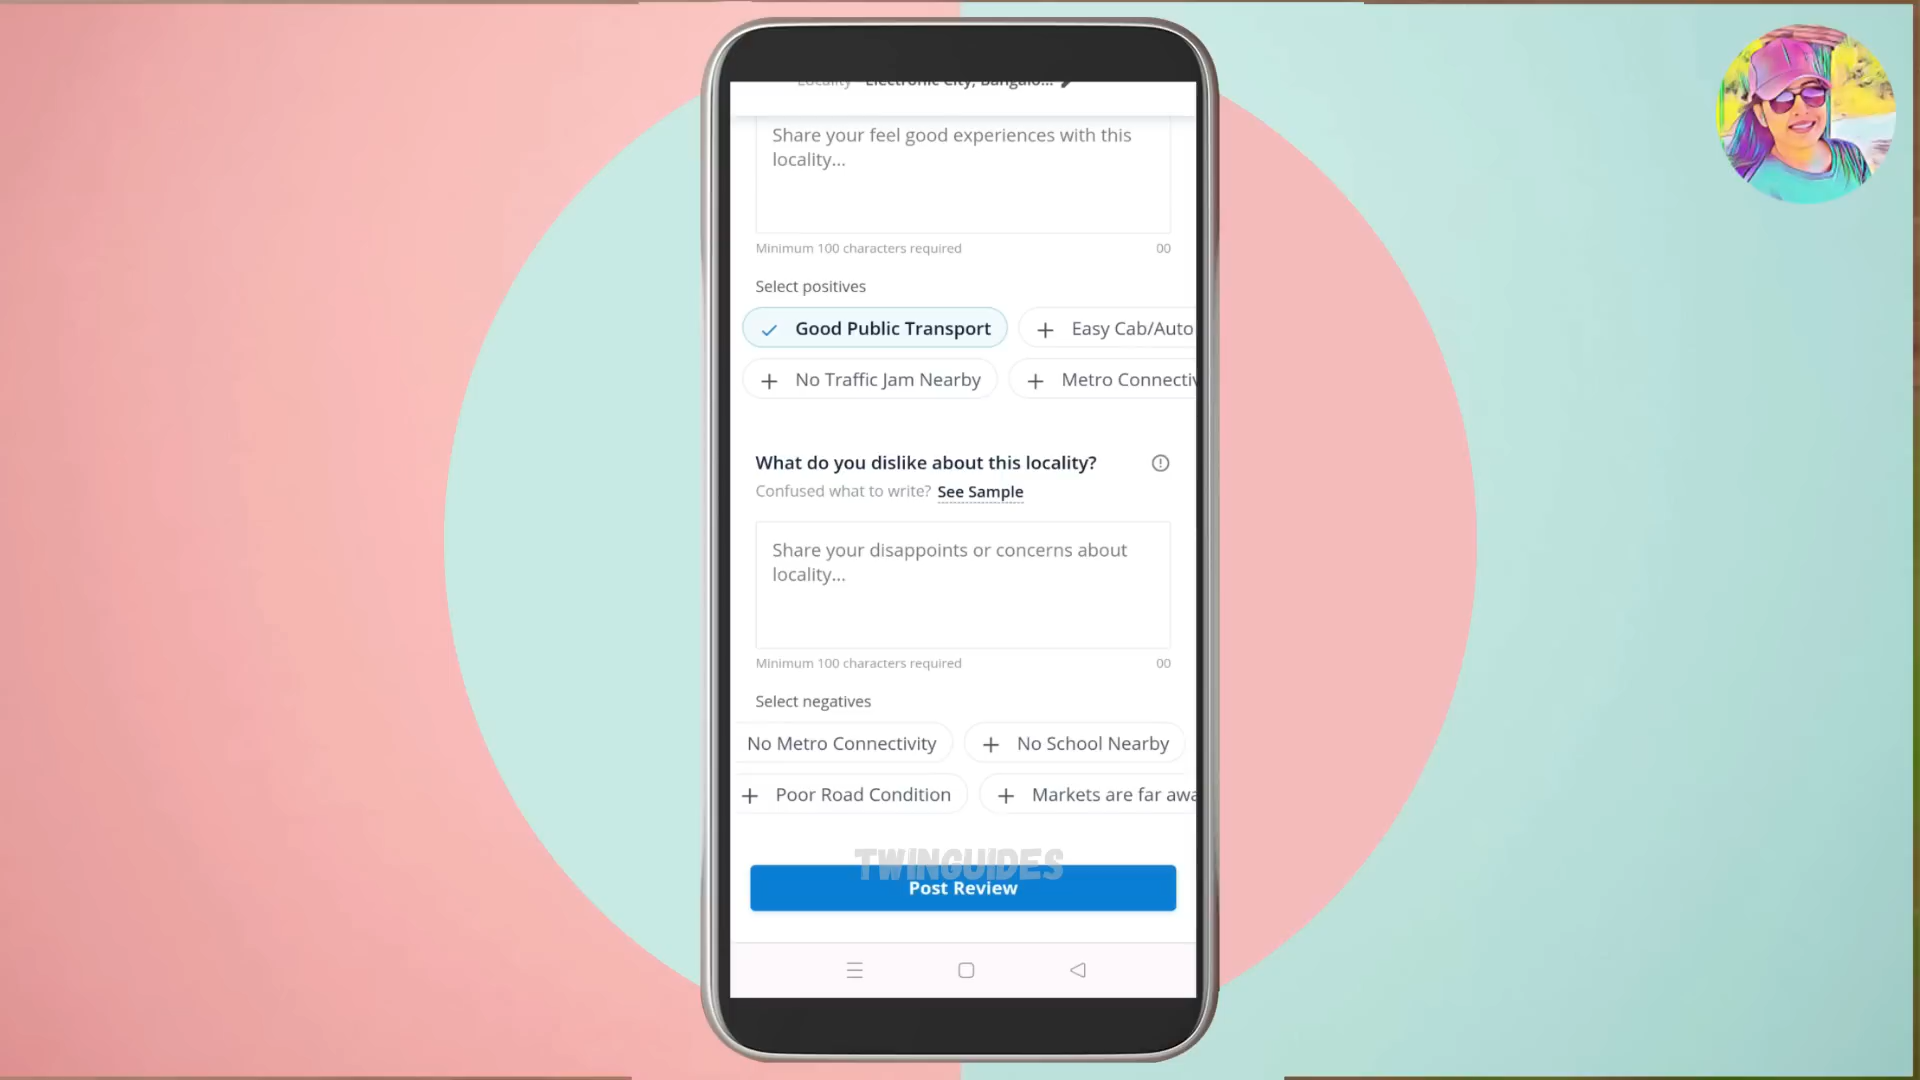 Locality Electronic City, Bangalo...
Share your feel good experiences with this
locality...
Minimum 100 characters required 00
Select positives
Good Public Transport Easy Cab/Auto
No Traffic Jam Nearby Metro Connectiv
What do you dislike about this locality?
Confused what to write? See Sample
Share your disappoints or concerns about
locality...
Minimum 100 characters required 00
Select negatives
No Metro Connectivity No School Nearby
Poor Road Condition Markets are far awa
TWINGUIDES
Post Review